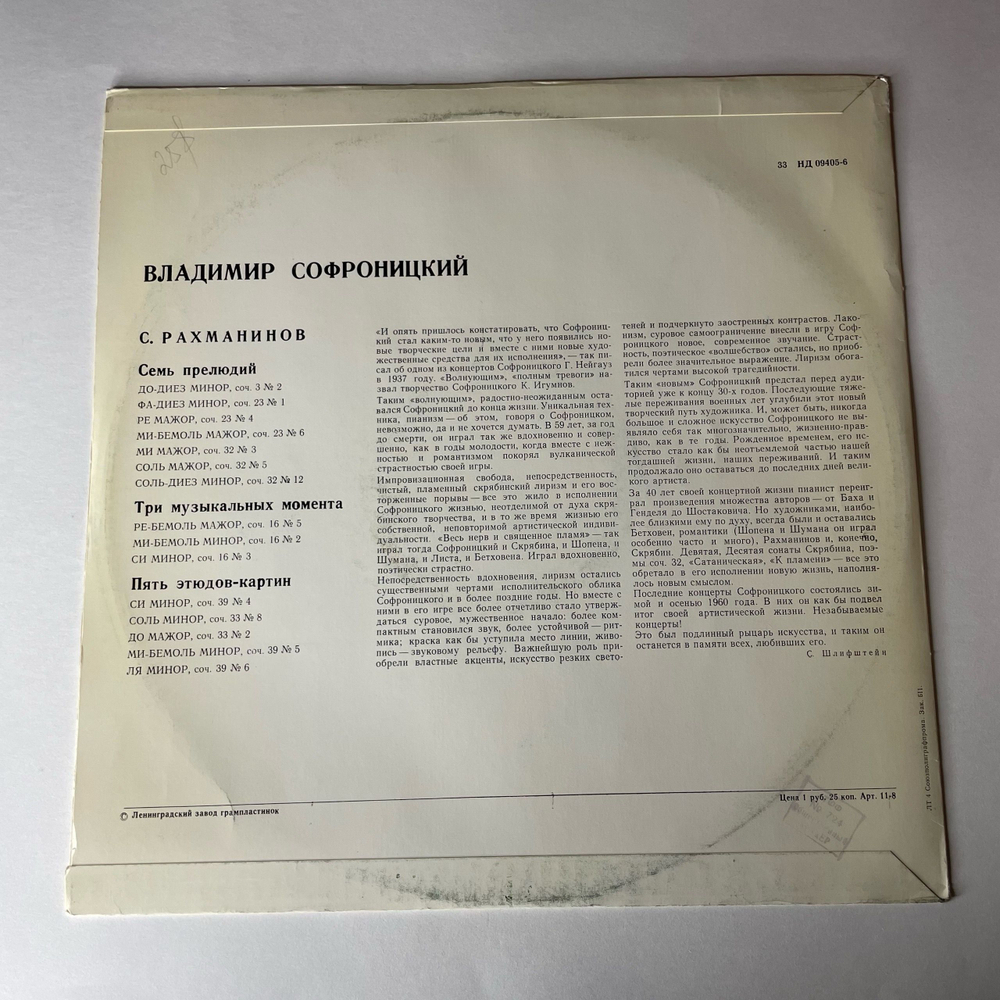 33 НД 09405-6
ВЛАДИМИР СОФРОНИЦКИЙ
С. РАХМАНИНОВ
Семь прелюдий
ДО-ДИЕЗ МИНОР, соч. 3 № 2
ФА-ДИЕЗ МИНОР, соч. 23 № 1
РЕ МАЖОР, соч. 23 № 4
МИ-БЕМОЛЬ МАЖОР, соч. 23 № 6
МИ МАЖОР, соч. 32 № 3
СОЛЬ МАЖОР, соч. 32 № 5
СОЛЬ-ДИЕЗ МИНОР, соч. 32 № 12
Три музыкальных момента
РЕ-БЕМОЛЬ МАЖОР, соч. 16 № 5
МИ-БЕМОЛЬ МИНОР, соч. 16 № 2
СИ МИНОР, соч. 16 № 3
Пять этюдов-картин
СИ МИНОР, соч. 39 № 4
СОЛЬ МИНОР, соч. 33 № 8
ДО МАЖОР, соч. 33 № 2
МИ-БЕМОЛЬ МИНОР, соч. 39 № 5
ЛЯ МИНОР, соч. 39 № 6
«И опять пришлось констатировать, что Софрониц-
кий стал каким-то новым, что у него появились но-
вые творческие цели и вместе с ними новые худо-
жественные средства для их исполнения», — так пи-
сал об одном из концертов Софроницкого Г. Нейгауз
в 1937 году. «Волнующим», «полным тревоги» на-
звал творчество Софроницкого К. Игумнов.
Таким «волнующим», радостно-неожиданным оста-
вался Софроницкий до конца жизни. Уникальная тех-
ника, пианизм — об этом, говоря о Софроницком,
невозможно, да и не хочется думать. В 59 лет, за год
до смерти, он играл так же вдохновенно и совер-
шенно, как в годы молодости, когда вместе с неж-
ностью и романтизмом покорял вулканической
страстностью своей игры.
Импровизационная свобода, непосредственность,
чистый, пламенный скрябинский лиризм и его вос-
торженные порывы — все это жило в исполнении
Софроницкого жизнью, неотделимой от духа скря-
бинского творчества, и в то же время жизнью его
собственной, неповторимой артистической индиви-
дуальности. «Весь нерв и священное пламя» — так
играл тогда Софроницкий и Скрябина, и Шопена, и
Шумана, и Листа, и Бетховена. Играл вдохновенно,
поэтически страстно.
Непосредственность вдохновения, лиризм остались
существенными чертами исполнительского облика
Софроницкого и в более поздние годы. Но вместе с
ними в его игре все более отчетливо стало утверж-
даться суровое, мужественное начало: более ком-
пактным становился звук, более устойчивой — рит-
мика; краска как бы уступила место линии, живо-
пись — звуковому рельефу. Важнейшую роль при-
обрели властные акценты, искусство резких свето-
теней и подчеркнуто заостренных контрастов. Лако-
низм, суровое самоограничение внесли в игру Соф-
роницкого новое, современное звучание. Страст-
ность, поэтическое «волшебство» остались, но приоб-
рели более значительное выражение. Лиризм обога-
тился чертами высокой трагедийности.
Таким «новым» Софроницкий предстал перед ауди-
торией уже к концу 30-х годов. Последующие тяже-
лые переживания военных лет углубили этот новый
творческий путь художника. И, может быть, никогда
большое и сложное искусство Софроницкого не вы-
являло себя так многозначительно, жизненно-прав-
диво, как в те годы. Рожденное временем, его ис-
кусство стало как бы неотъемлемой частью нашей
тогдашней жизни, наших переживаний. И таким
продолжало оно оставаться до последних дней вели-
кого артиста.
За 40 лет своей концертной жизни пианист переиг-
рал произведения множества авторов — от Баха и
Генделя до Шостаковича. Но художниками, наибо-
лее близкими ему по духу, всегда были и оставались
Бетховен, романтики (Шопена и Шумана он играл
особенно часто и много), Рахманинов и, конечно,
Скрябин. Девятая, Десятая сонаты Скрябина, поэ-
мы соч. 32, «Сатаническая», «К пламени» — все это
обретало в его исполнении новую жизнь, наполня-
лось новым смыслом.
Последние концерты Софроницкого состоялись зи-
мой и осенью 1960 года. В них он как бы подвел
итог своей артистической жизни. Незабываемые
концерты!
Это был подлинный рыцарь искусства, и таким он
останется в памяти всех, любивших его.
С. Шлифштейн
© Ленинградский завод грампластинок
Цена 1 руб. 25 коп. Арт. 11-8
ЛТ 4 Союзполиграфпрома. Зак. 611